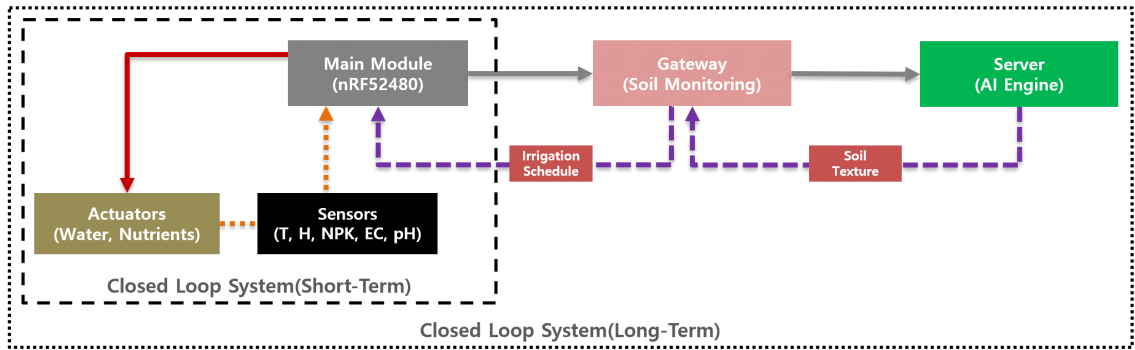 Main Module
(nRF52480)
Gateway
(Soil Monitoring)
Server
(AI Engine)
Irrigation
Schedule
Soil
Texture
Actuators
(Water, Nutrients)
Sensors
(T, H, NPK, EC, pH)
Closed Loop System(Short-Term)
Closed Loop System(Long-Term)